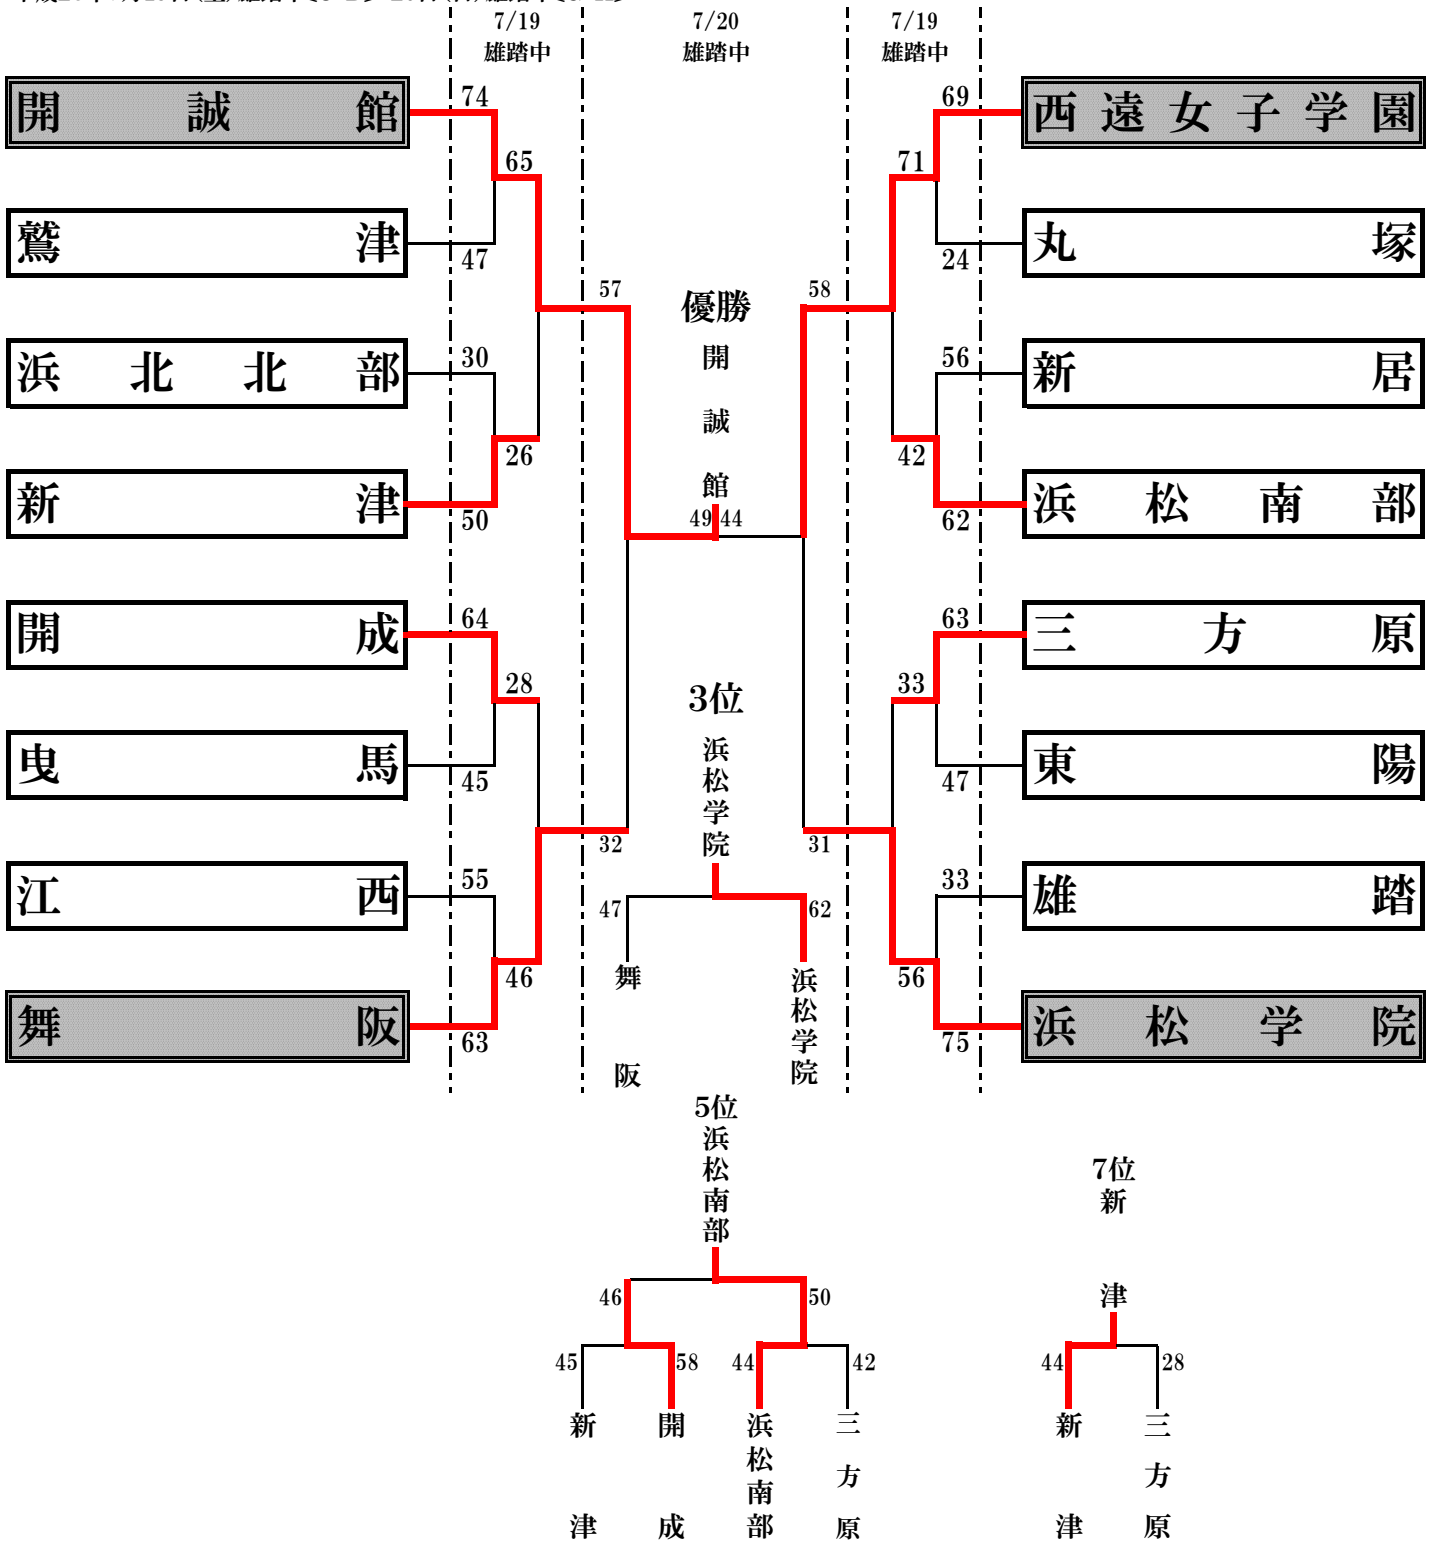 7/19
雄踏中
7/20
雄踏中
7/19
雄踏中
開誠館
74
65
鷲津
47
浜北北部
30
26
新津
50
57
開成
64
28
曳馬
45
32
江西
55
46
舞阪
63
優勝
開誠館
49
44
3位
浜松学院
47
62
舞阪
浜松学院
69
西遠女子学園
71
24
丸塚
58
56
新居
42
62
浜松南部
63
三方原
33
47
東陽
31
33
雄踏
56
75
浜松学院
5位
浜松南部
46
50
45
58
44
42
新津
開成
浜松南部
三方原
7位
新津
44
28
新津
三方原